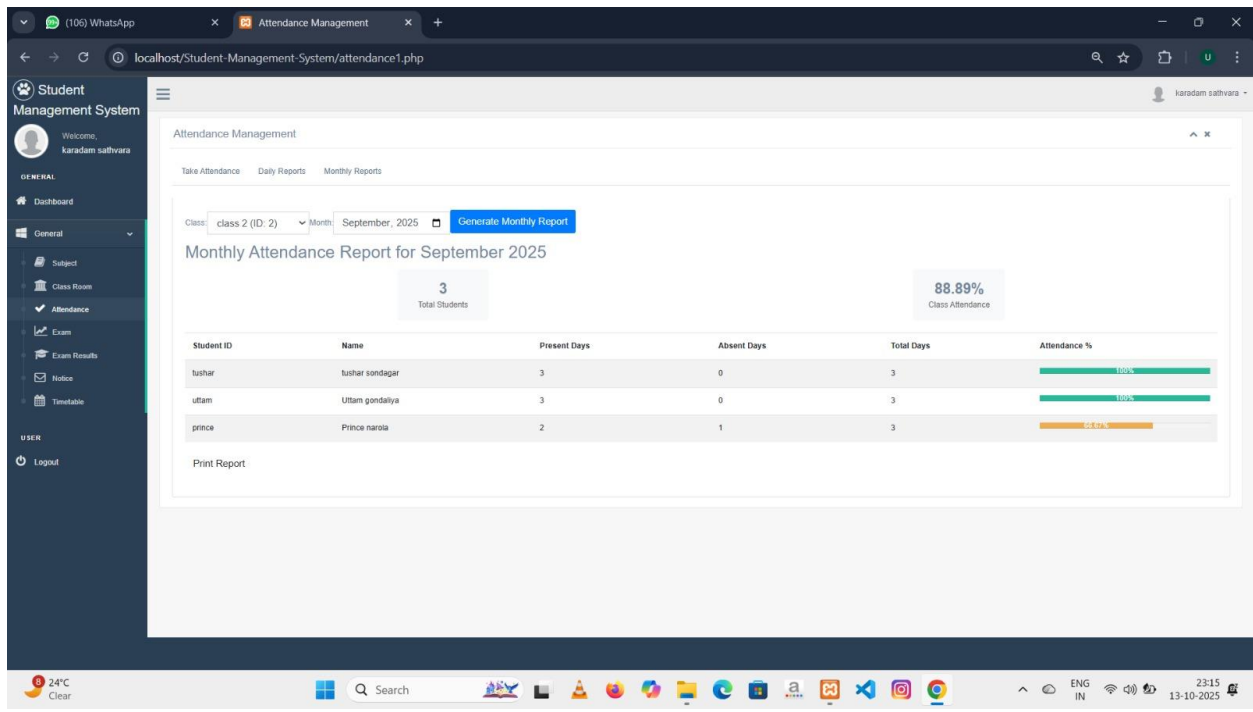 (106) WhatsApp
Attendance Management
localhost/Student-Management-System/attendance1.php
U
Student
Management System
Welcome,
karadam sathvara
GENERAL
Dashboard
General
Subject
Class Room
Attendance
Exam
Exam Results
Notice
Timetable
USER
Logout
karadam sathvara
Attendance Management
Take Attendance Daily Reports Monthly Reports
Class: class 2 (ID: 2) Month: September, 2025 Generate Monthly Report
Monthly Attendance Report for September 2025
3
Total Students
88.89%
Class Attendance
Student ID Name Present Days Absent Days Total Days Attendance %
tushar tushar sondagar 3 0 3 100%
uttam Uttam gondaliya 3 0 3 100%
prince Prince narola 2 1 3 66.67%
Print Report
8
24°C
Clear
Search
a
ENG
IN
23:15
13-10-2025